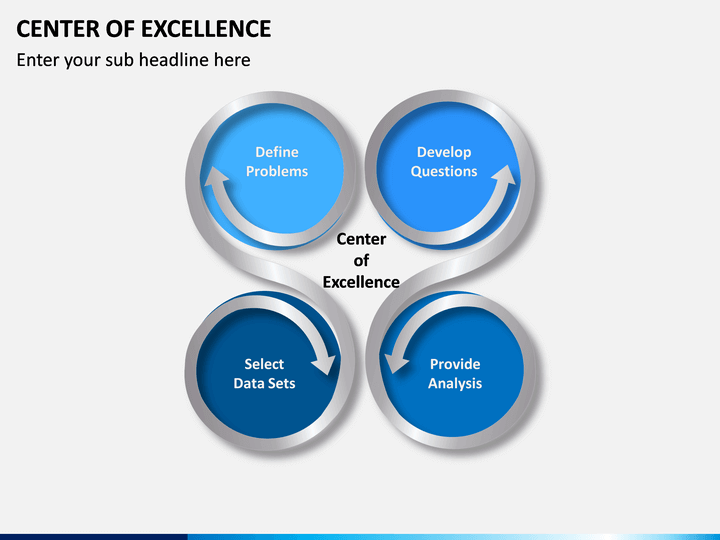 CENTER OF EXCELLENCE
Enter your sub headline here
Define
Problems
Develop
Questions
Center
of
Excellence
Select
Data Sets
Provide
Analysis